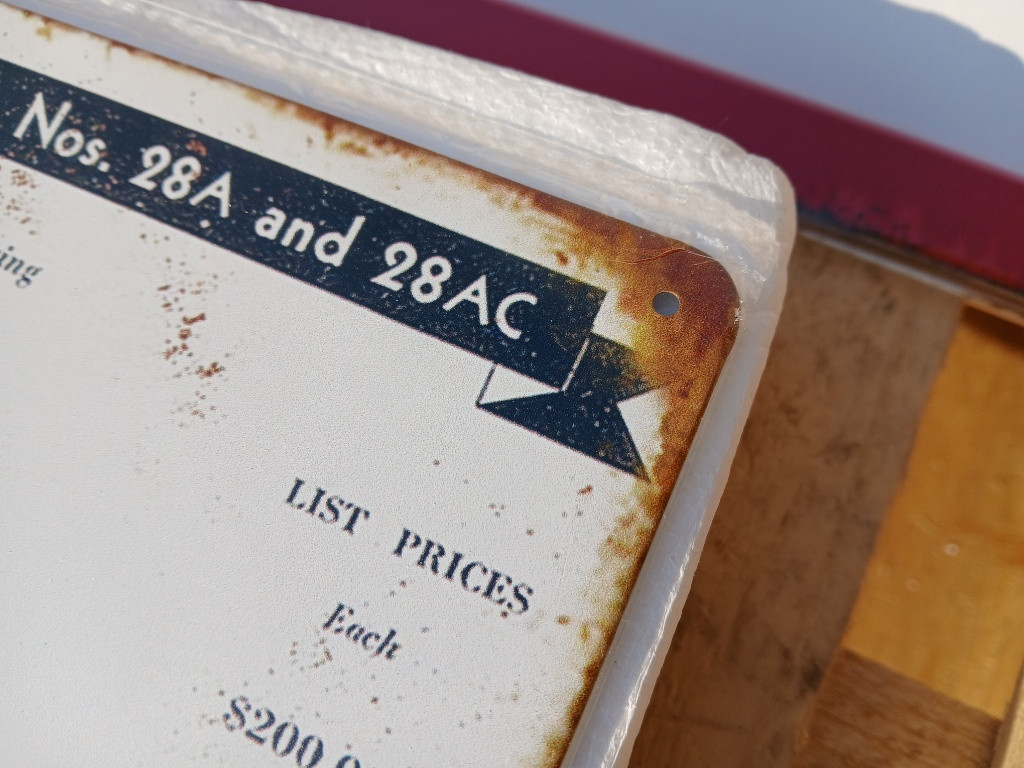 Nos. 28A and 28AC
LIST PRICES
Each